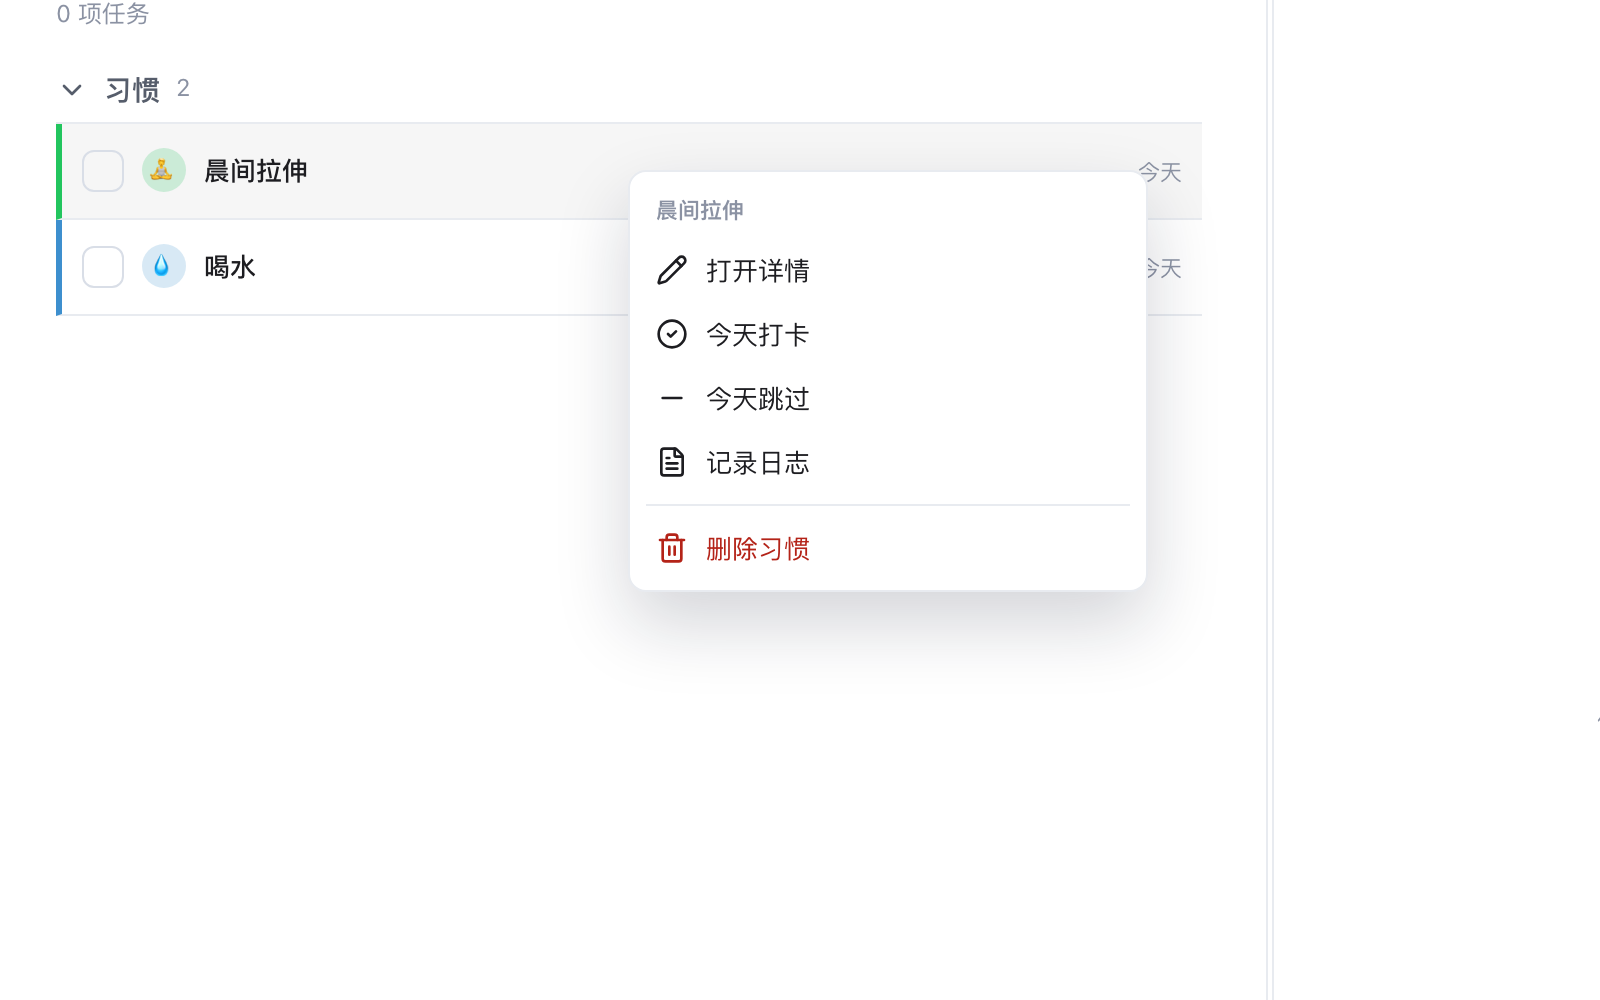 0 项任务
习惯 2
晨间拉伸 今天
喝水 今天
晨间拉伸
打开详情
今天打卡
今天跳过
记录日志
删除习惯